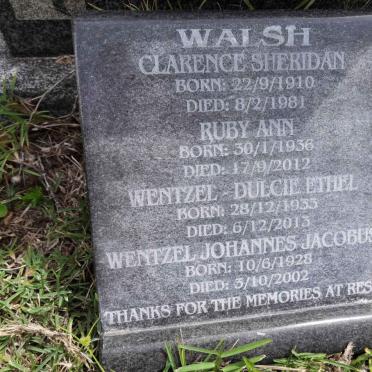 WALSH
CLARENCE SHERIDAN
BORN: 22/9/1910
DIED: 8/2/1981
RUBY ANN
BORN: 30/1/1936
DIED: 17/9/2012
WENTZEL - DULCIE ETHEL
BORN: 28/12/1933
DIED: 6/12/2013
WENTZEL JOHANNES JACOBUS
BORN: 10/6/1928
DIED: 3/10/2002
THANKS FOR THE MEMORIES AT RES